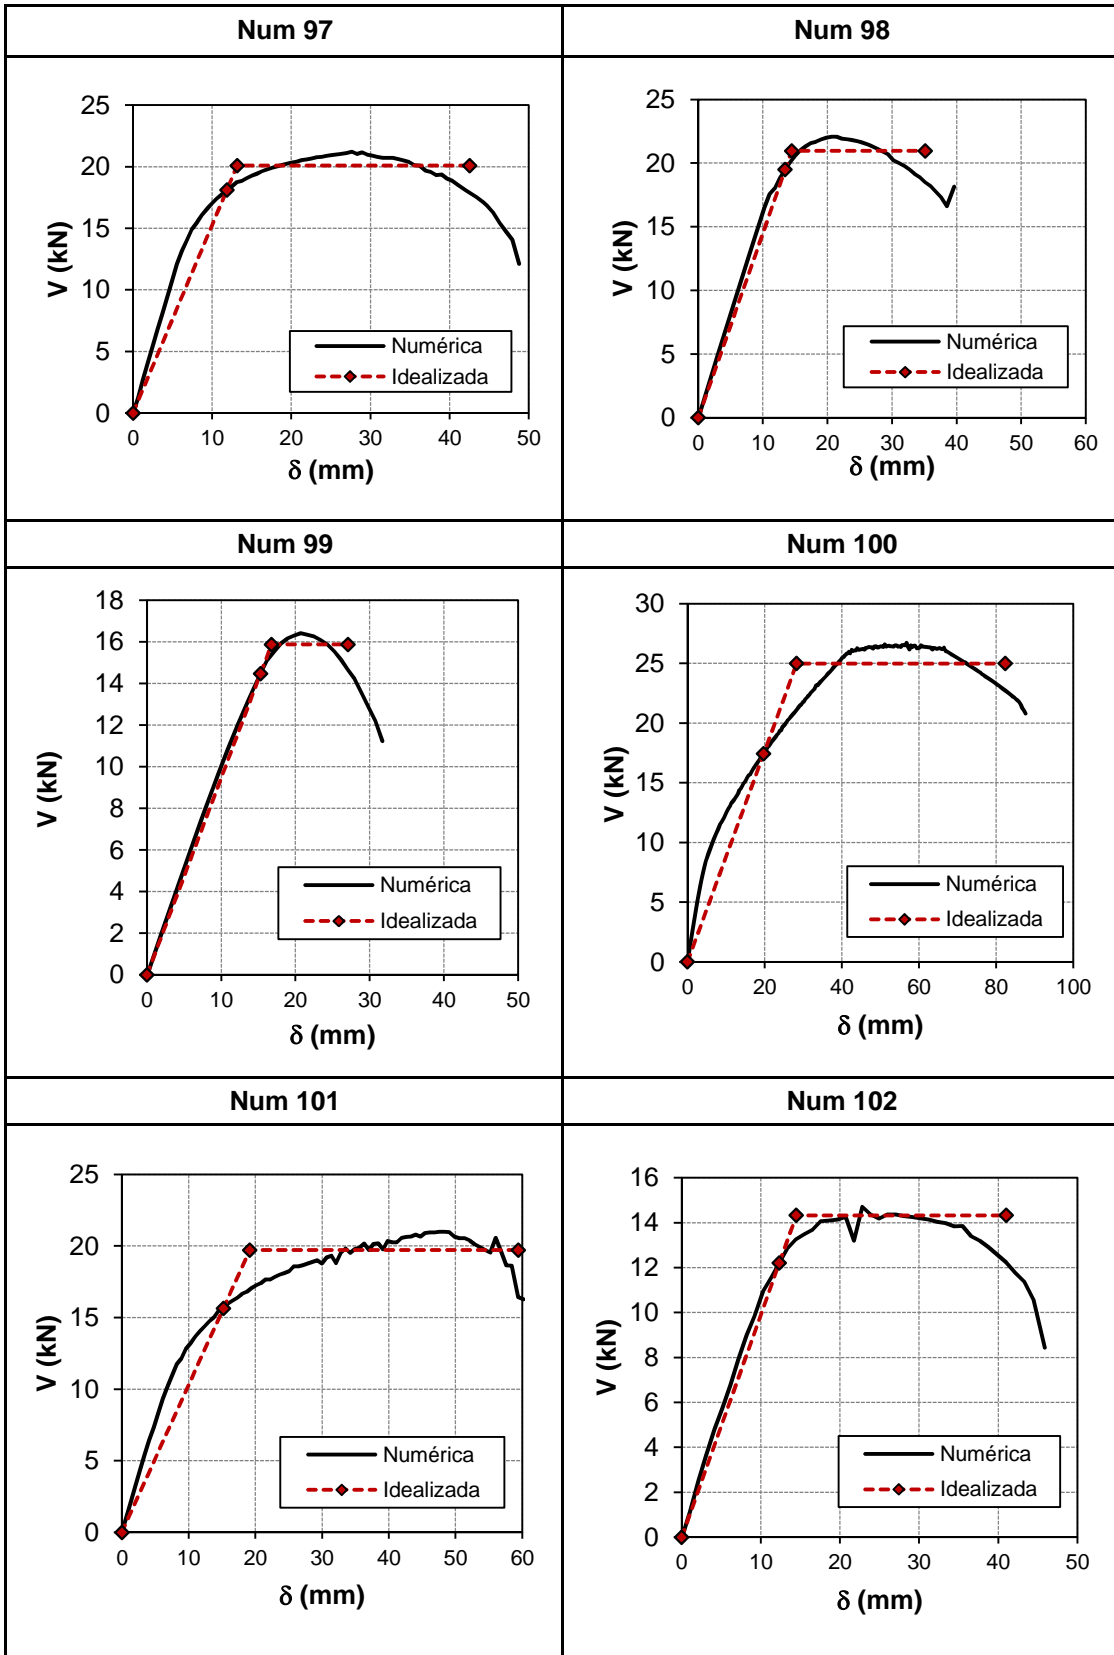 Num 97
Num 98
25
20
15
10
5
0
V (kN)
Numérica
Idealizada
0 10 20 30 40 50
δ (mm)
25
20
15
10
5
0
V (kN)
Numérica
Idealizada
0 10 20 30 40 50 60
δ (mm)
Num 99
Num 100
18
16
14
12
10
8
6
4
2
0
V (kN)
Numérica
Idealizada
0 10 20 30 40 50
δ (mm)
30
25
20
15
10
5
0
V (kN)
Numérica
Idealizada
0 20 40 60 80 100
δ (mm)
Num 101
Num 102
25
20
15
10
5
0
V (kN)
Numérica
Idealizada
0 10 20 30 40 50 60
δ (mm)
16
14
12
10
8
6
4
2
0
V (kN)
Numérica
Idealizada
0 10 20 30 40 50
δ (mm)